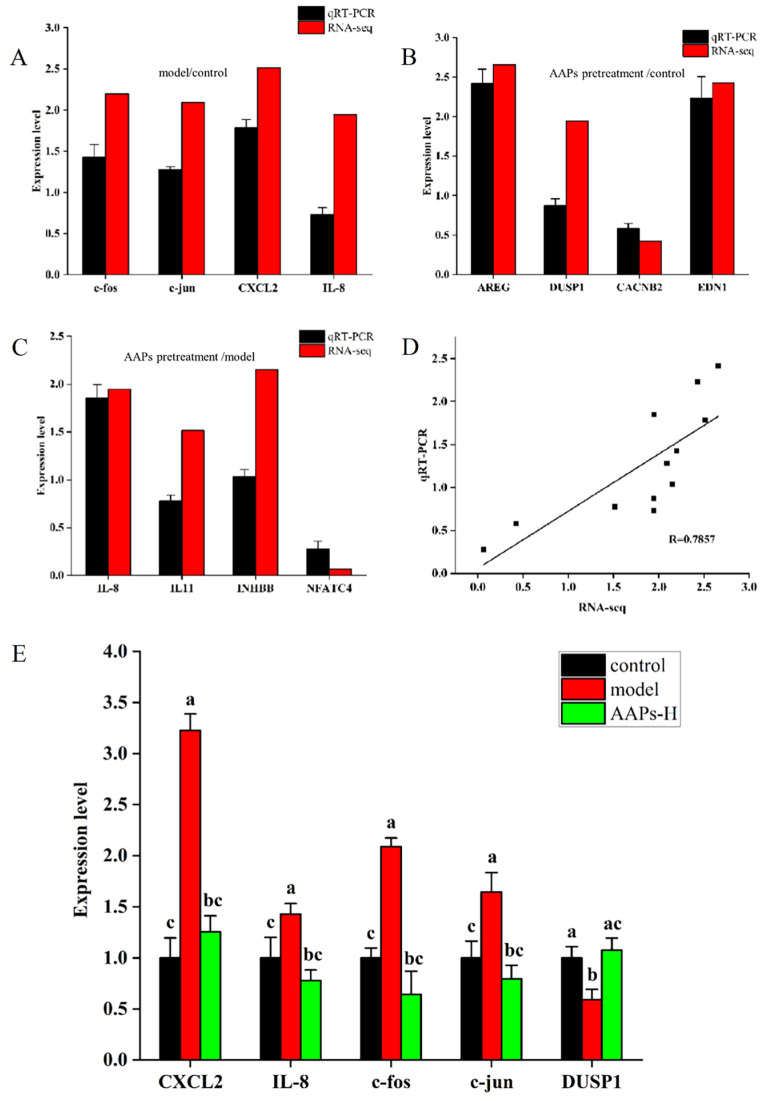 A
qRT-PCR
RNA-seq
model/control
Expression level
3.0
2.5
2.0
1.5
1.0
0.5
0.0
c-fos c-jun CXCL2 IL-8
B
qRT-PCR
RNA-seq
AAPs pretreatment /control
Expression level
3.0
2.5
2.0
1.5
1.0
0.5
0.0
AREG DUSP1 CACNB2 EDN1
C
qRT-PCR
RNA-seq
AAPs pretreatment /model
Expression level
2.5
2.0
1.5
1.0
0.5
0.0
IL-8 IL11 INHBB NFATC4
D
qRT-PCR
2.5
2.0
1.5
1.0
0.5
0.0
R=0.7857
0.0 0.5 1.0 1.5 2.0 2.5 3.0
RNA-seq
E
control
model
AAPs-H
Expression level
4.0
3.5
3.0
2.5
2.0
1.5
1.0
0.5
0.0
c a bc c a bc c a bc c a bc a b ac
CXCL2 IL-8 c-fos c-jun DUSP1